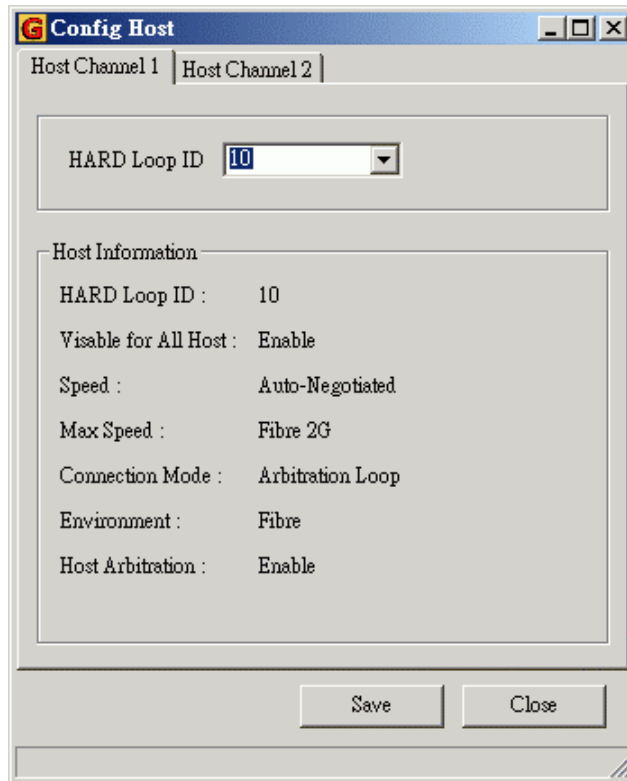 G Config Host
Host Channel 1 Host Channel 2
HARD Loop ID 10
Host Information
HARD Loop ID : 10
Visable for All Host : Enable
Speed : Auto-Negotiated
Max Speed : Fibre 2G
Connection Mode : Arbitration Loop
Environment : Fibre
Host Arbitration : Enable
Save Close